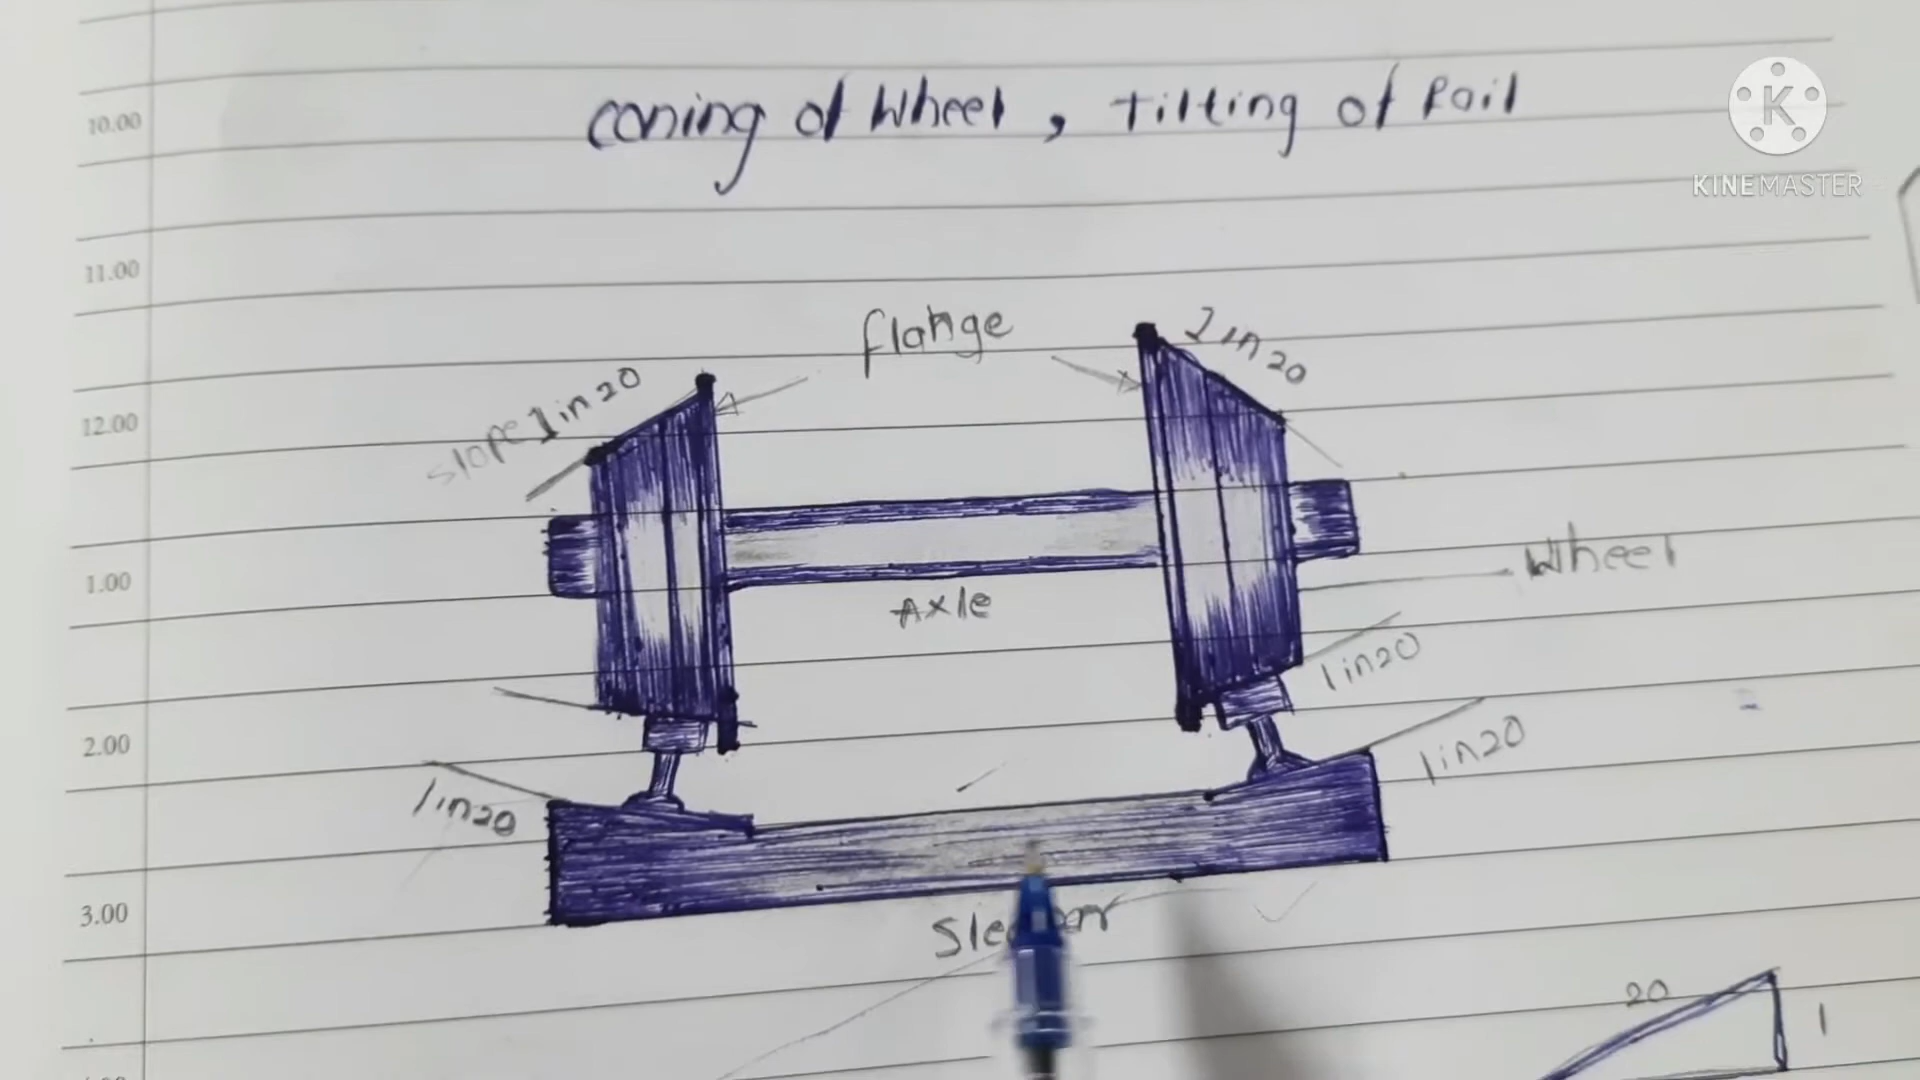 coning of Wheel, Tilting of Rail
KINEMASTER
10.00
11.00
flange
1 in 20
slope 1 in 20
12.00
Wheel
1.00
Axle
1 in 20
2.00
1 in 20
1 in 20
3.00
20
1